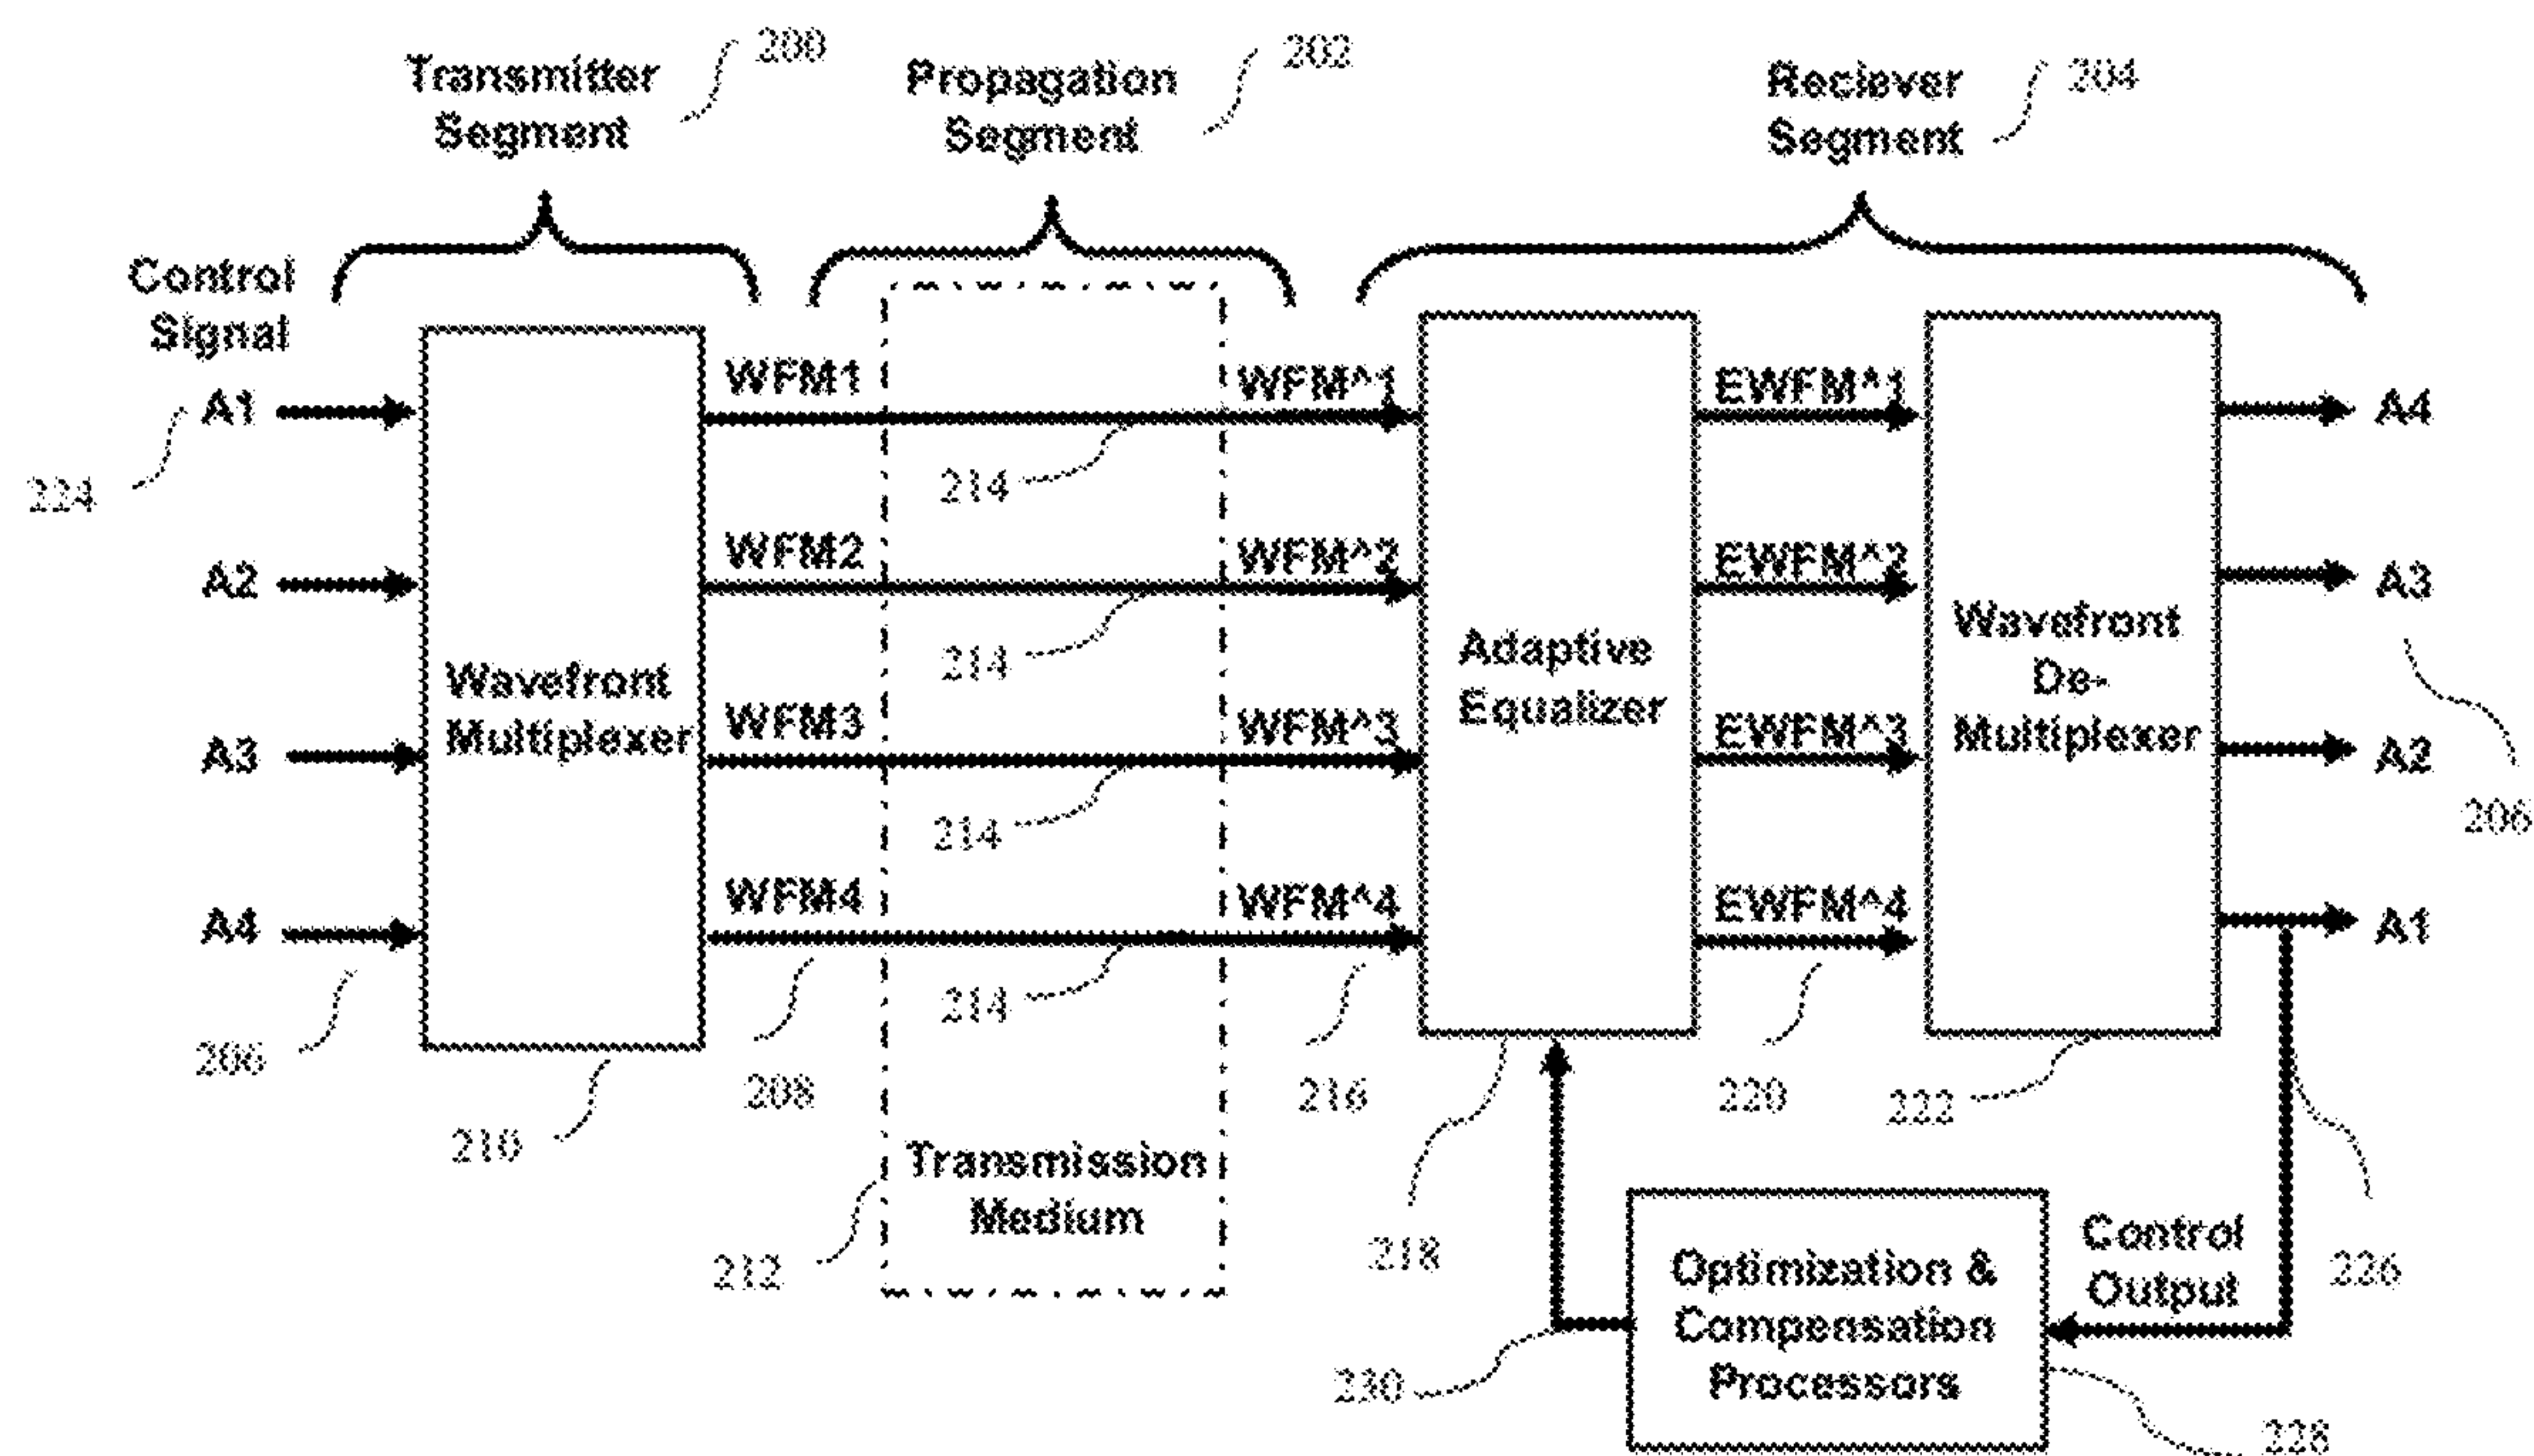 200
202
204
Transmitter
Segment
Propagation
Segment
Reciever
Segment
Control
Signal
A1
224
A2
A3
A4
206
Wavefront
Multiplexer
210
WFM1
WFM2
WFM3
WFM4
208
214
214
214
214
Transmission
Medium
212
WFM^1
WFM^2
WFM^3
WFM^4
216
Adaptive
Equalizer
218
EWFM^1
EWFM^2
EWFM^3
EWFM^4
220
Wavefront
De-
Multiplexer
222
A4
A3
A2
A1
206
226
Control
Output
Optimization &
Compensation
Processors
230
228